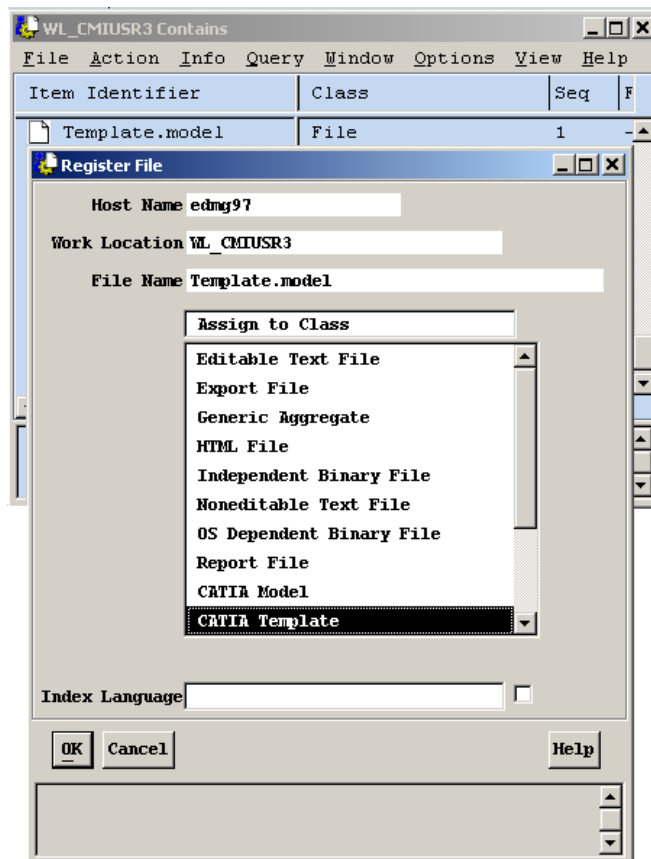 WL_CMIUSR3 Contains
File Action Info Query Window Options View Help
Item Identifier Class Seq F
Template.model File 1 -
Register File
Host Name edmg97
Work Location WL_CMIUSR3
File Name Template.model
Assign to Class
Editable Text File
Export File
Generic Aggregate
HTML File
Independent Binary File
Noneditable Text File
OS Dependent Binary File
Report File
CATIA Model
CATIA Template
Index Language
OK Cancel Help